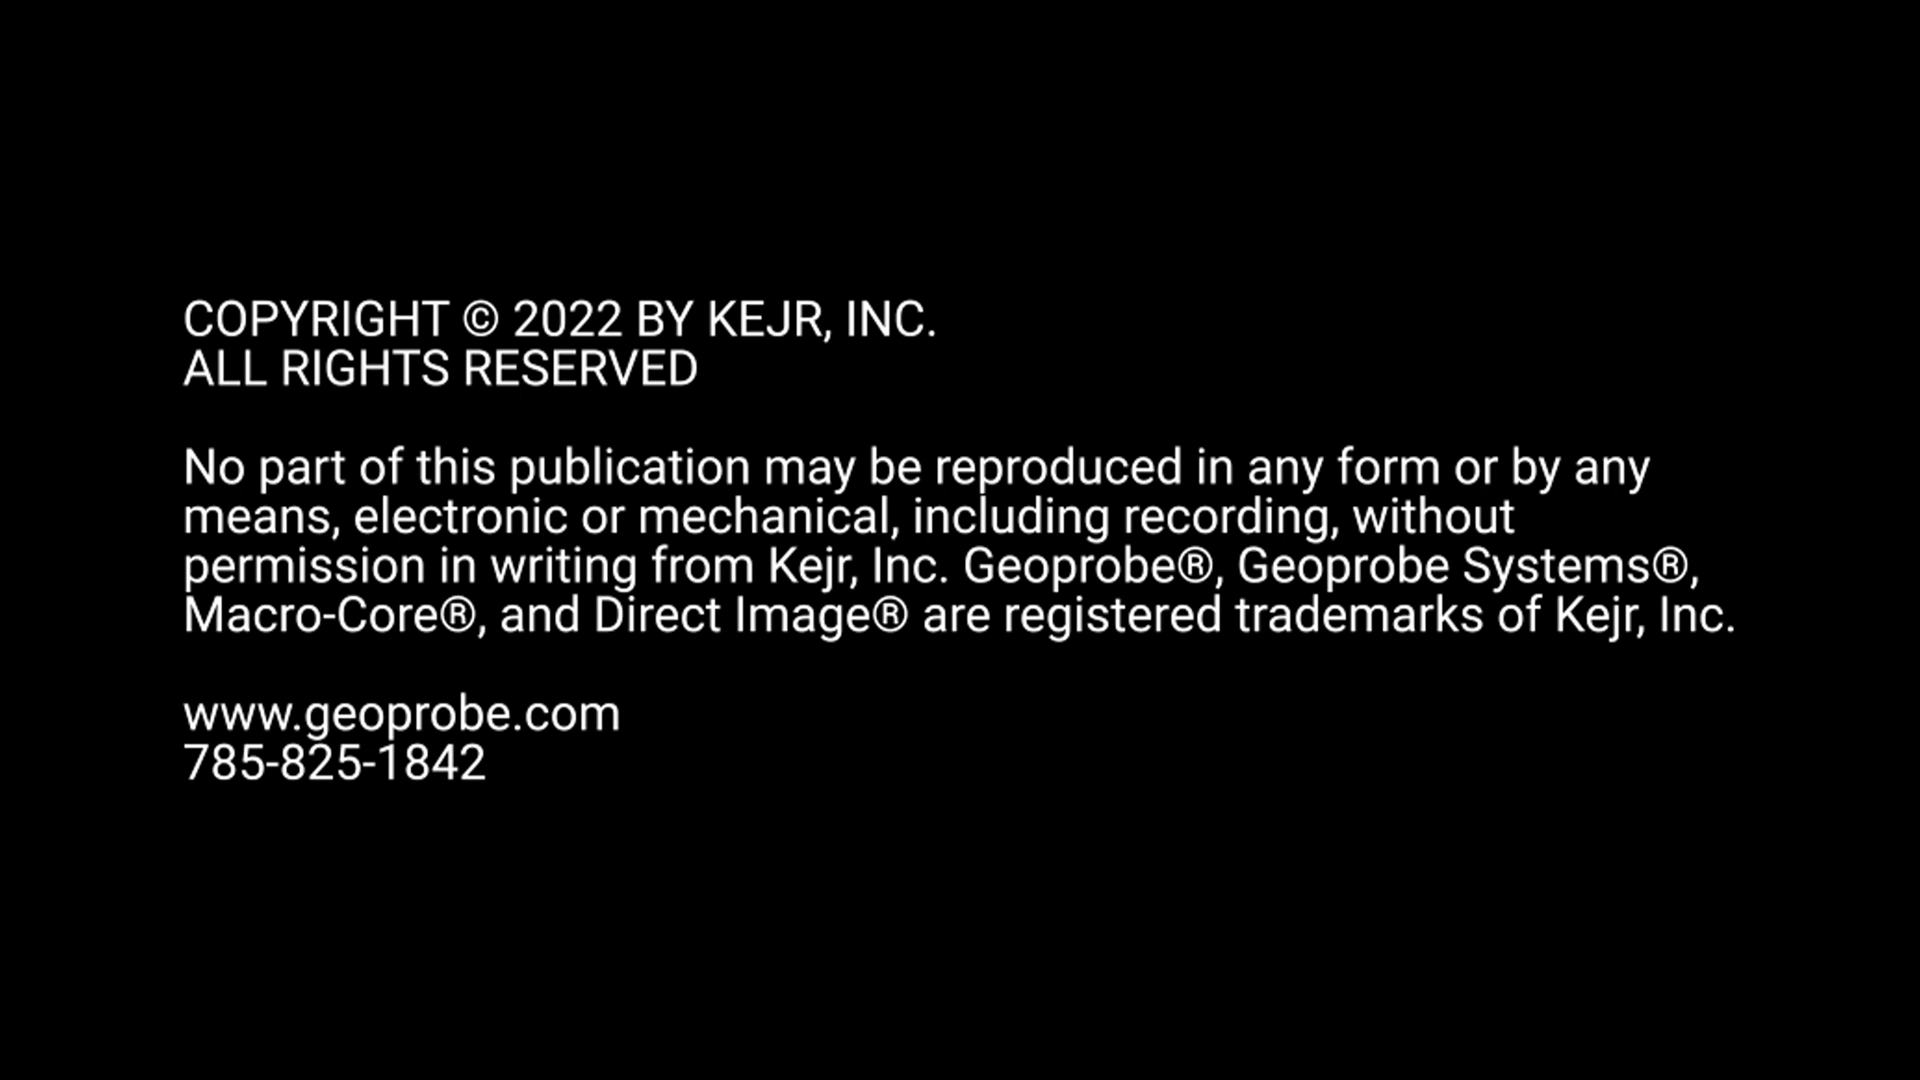 COPYRIGHT © 2022 BY KEJR, INC.
ALL RIGHTS RESERVED
No part of this publication may be reproduced in any form or by any
means, electronic or mechanical, including recording, without
permission in writing from Kejr, Inc. Geoprobe®, Geoprobe Systems®,
Macro-Core®, and Direct Image® are registered trademarks of Kejr, Inc.
www.geoprobe.com
785-825-1842